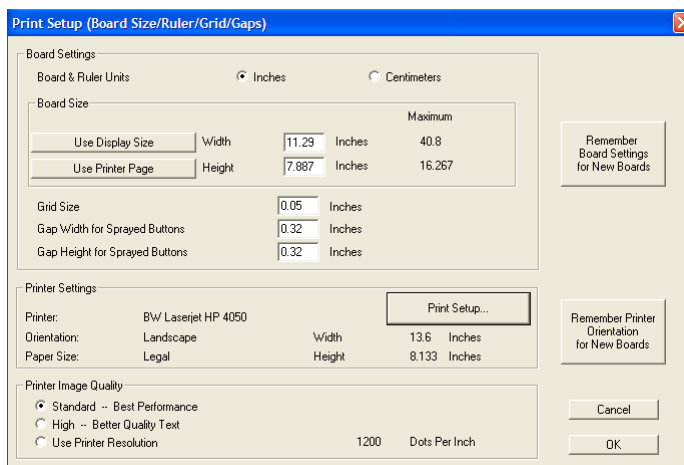 Print Setup (Board Size/Ruler/Grid/Gaps)
Board Settings
Board & Ruler Units Inches Centimeters
Board Size
Maximum
Use Display Size Width 11.29 Inches 40.8
Use Printer Page Height 7.887 Inches 16.267
Remember
Board Settings
for New Boards
Grid Size 0.05 Inches
Gap Width for Sprayed Buttons 0.32 Inches
Gap Height for Sprayed Buttons 0.32 Inches
Printer Settings
Print Setup...
Printer: BW Laserjet HP 4050
Orientation: Landscape Width 13.6 Inches
Paper Size: Legal Height 8.133 Inches
Remember Printer
Orientation
for New Boards
Printer Image Quality
Standard -- Best Performance
High -- Better Quality Text
Use Printer Resolution 1200 Dots Per Inch
Cancel
OK